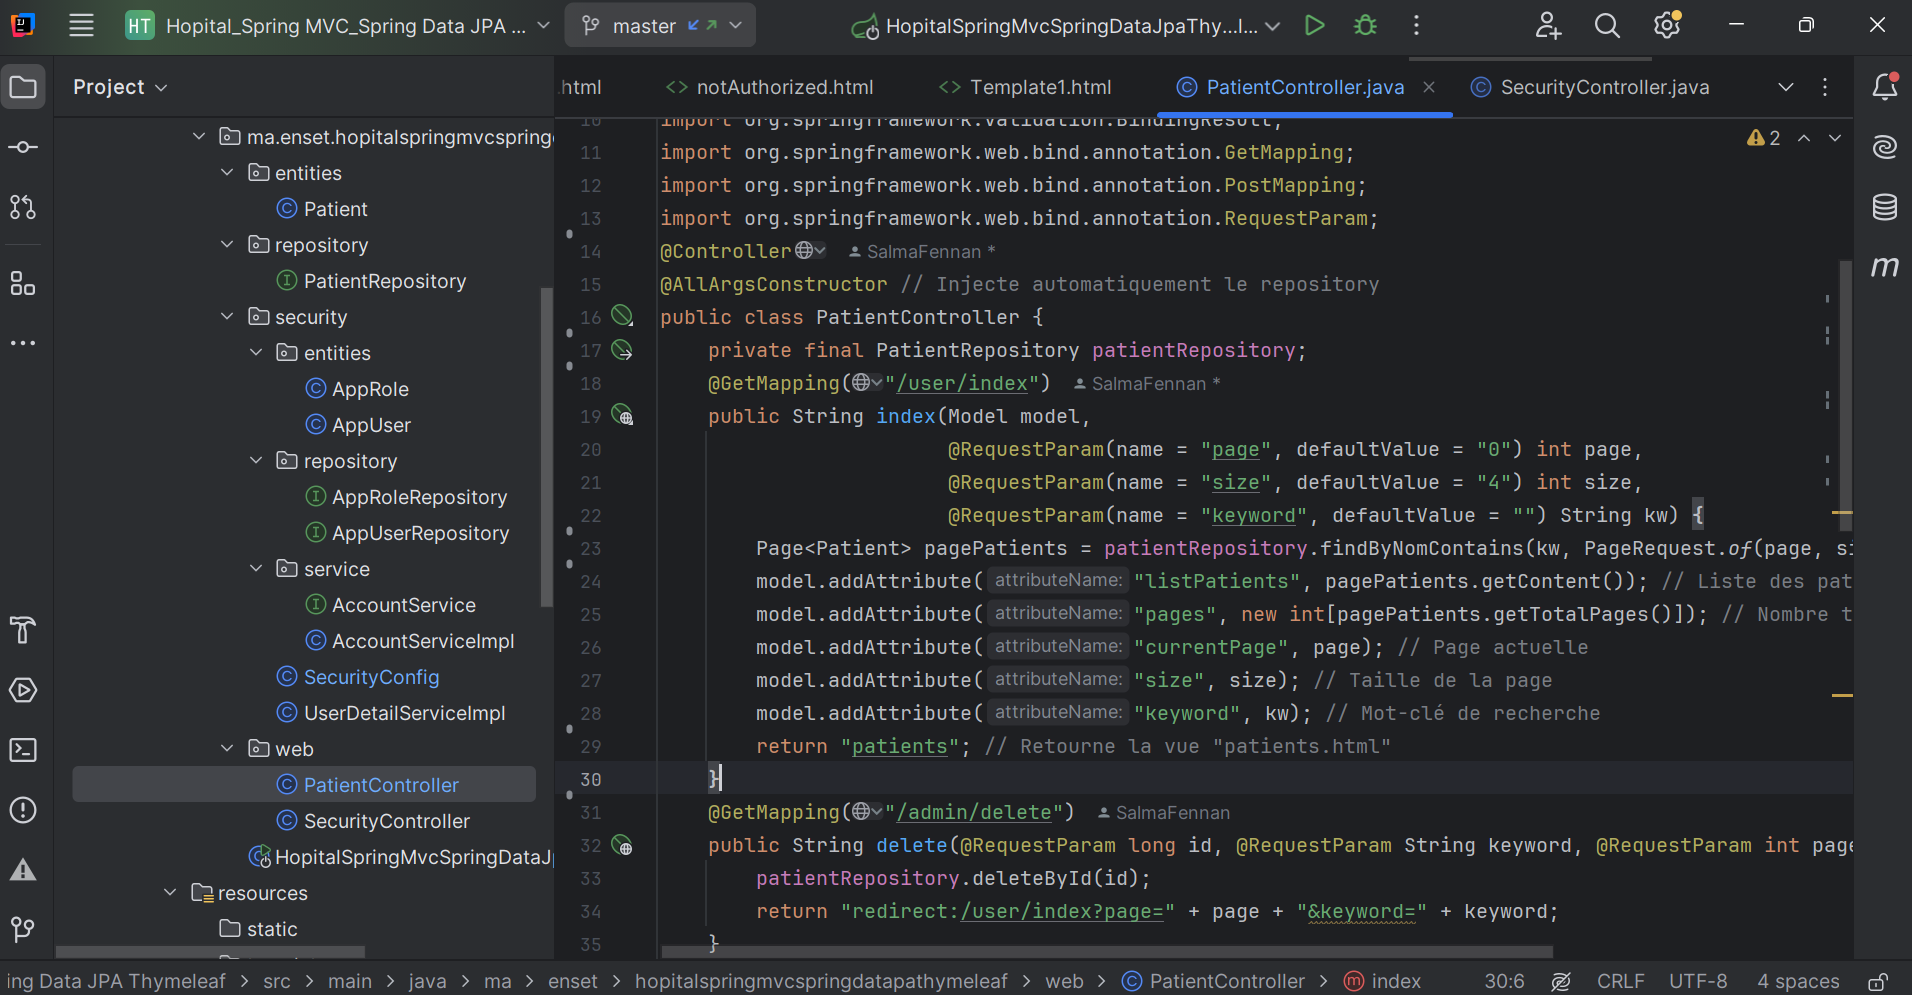 HT Hopital_Spring MVC_Spring Data JPA ... master HopitalSpringMvcSpringDataJpaThy...I...
Project
.html notAuthorized.html Template1.html PatientController.java SecurityController.java
2
ma.enset.hopitalspringmvcspring
entities
Patient
repository
PatientRepository
security
entities
AppRole
AppUser
repository
AppRoleRepository
AppUserRepository
service
AccountService
AccountServiceImpl
SecurityConfig
UserDetailServiceImpl
web
PatientController
SecurityController
HopitalSpringMvcSpringDataJ
resources
static
10 import org.springframework.validation.BindingResult;
11 import org.springframework.web.bind.annotation.GetMapping;
12 import org.springframework.web.bind.annotation.PostMapping;
13 import org.springframework.web.bind.annotation.RequestParam;
14 @Controller SalmaFennan *
15 @AllArgsConstructor // Injecte automatiquement le repository
16 public class PatientController {
17 private final PatientRepository patientRepository;
18 @GetMapping("/user/index") SalmaFennan *
19 public String index(Model model,
20 @RequestParam(name = "page", defaultValue = "0") int page,
21 @RequestParam(name = "size", defaultValue = "4") int size,
22 @RequestParam(name = "keyword", defaultValue = "") String kw) {
23 Page<Patient> pagePatients = patientRepository.findByNomContains(kw, PageRequest.of(page, si
24 model.addAttribute( attributeName: "listPatients", pagePatients.getContent()); // Liste des pat
25 model.addAttribute( attributeName: "pages", new int[pagePatients.getTotalPages()]); // Nombre t
26 model.addAttribute( attributeName: "currentPage", page); // Page actuelle
27 model.addAttribute( attributeName: "size", size); // Taille de la page
28 model.addAttribute( attributeName: "keyword", kw); // Mot-clé de recherche
29 return "patients"; // Retourne la vue "patients.html"
30 }
31 @GetMapping("/admin/delete") SalmaFennan
32 public String delete(@RequestParam long id, @RequestParam String keyword, @RequestParam int page
33 patientRepository.deleteById(id);
34 return "redirect:/user/index?page=" + page + "&keyword=" + keyword;
35 }
ing Data JPA Thymeleaf > src > main > java > ma > enset > hopitalspringmvcspringdatapathymeleaf > web > PatientController > index 30:6 CRLF UTF-8 4 spaces